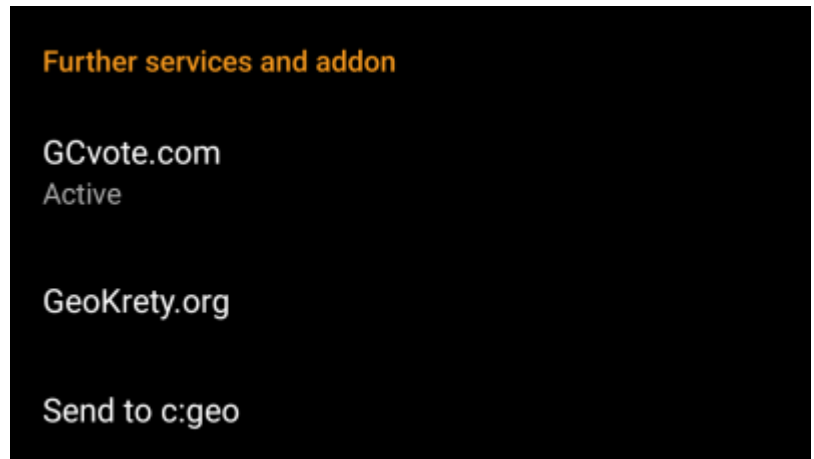 Further services and addon
GCvote.com
Active
GeoKrety.org
Send to c:geo